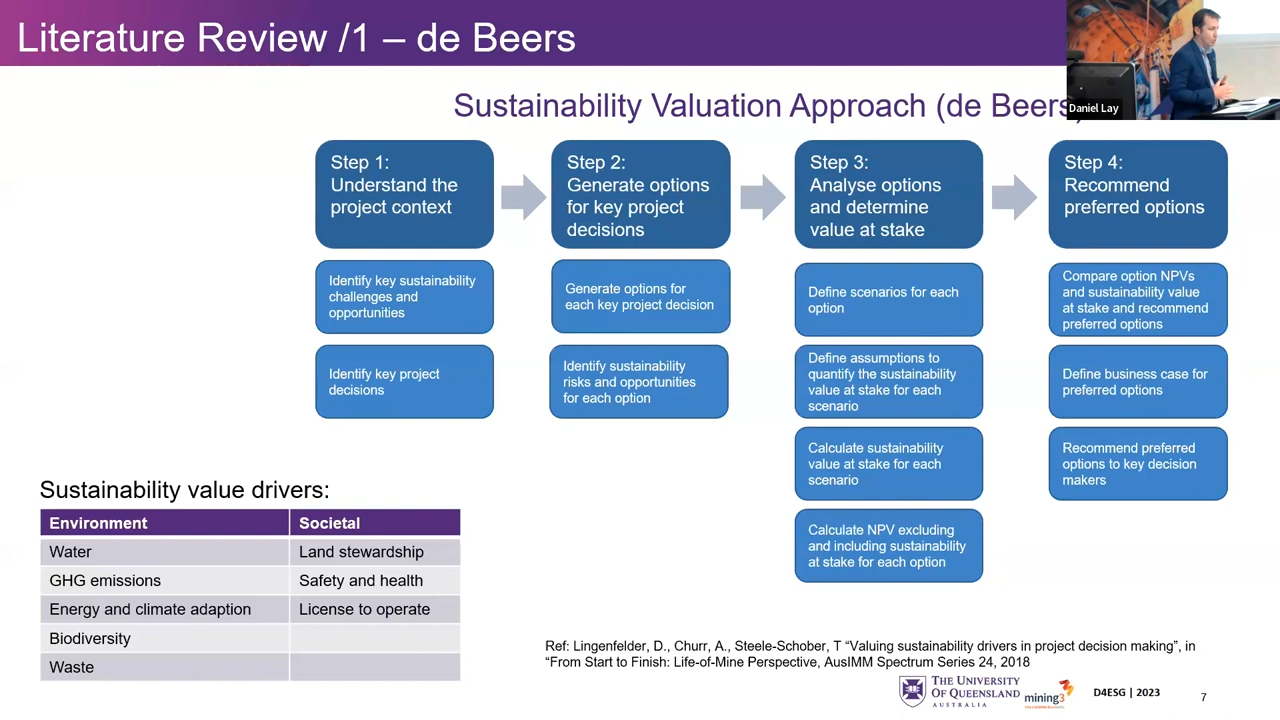 Literature Review /1 – de Beers
Daniel Lay
Sustainability Valuation Approach (de Beers)
Step 1:
Understand the
project context
Identify key sustainability
challenges and
opportunities
Identify key project
decisions
Step 2:
Generate options
for key project
decisions
Generate options for
each key project decision
Identify sustainability
risks and opportunities
for each option
Step 3:
Analyse options
and determine
value at stake
Define scenarios for each
option
Define assumptions to
quantify the sustainability
value at stake for each
scenario
Calculate sustainability
value at stake for each
scenario
Calculate NPV excluding
and including sustainability
at stake for each option
Step 4:
Recommend
preferred options
Compare option NPVs
and sustainability value
at stake and recommend
preferred options
Define business case for
preferred options
Recommend preferred
options to key decision
makers
Sustainability value drivers:
Environment Societal
Water Land stewardship
GHG emissions Safety and health
Energy and climate adaption License to operate
Biodiversity
Waste
Ref: Lingenfelder, D., Churr, A., Steele-Schober, T “Valuing sustainability drivers in project decision making”, in
“From Start to Finish: Life-of-Mine Perspective, AusIMM Spectrum Series 24, 2018
THE UNIVERSITY
OF QUEENSLAND
AUSTRALIA
mining3
D4ESG | 2023
7